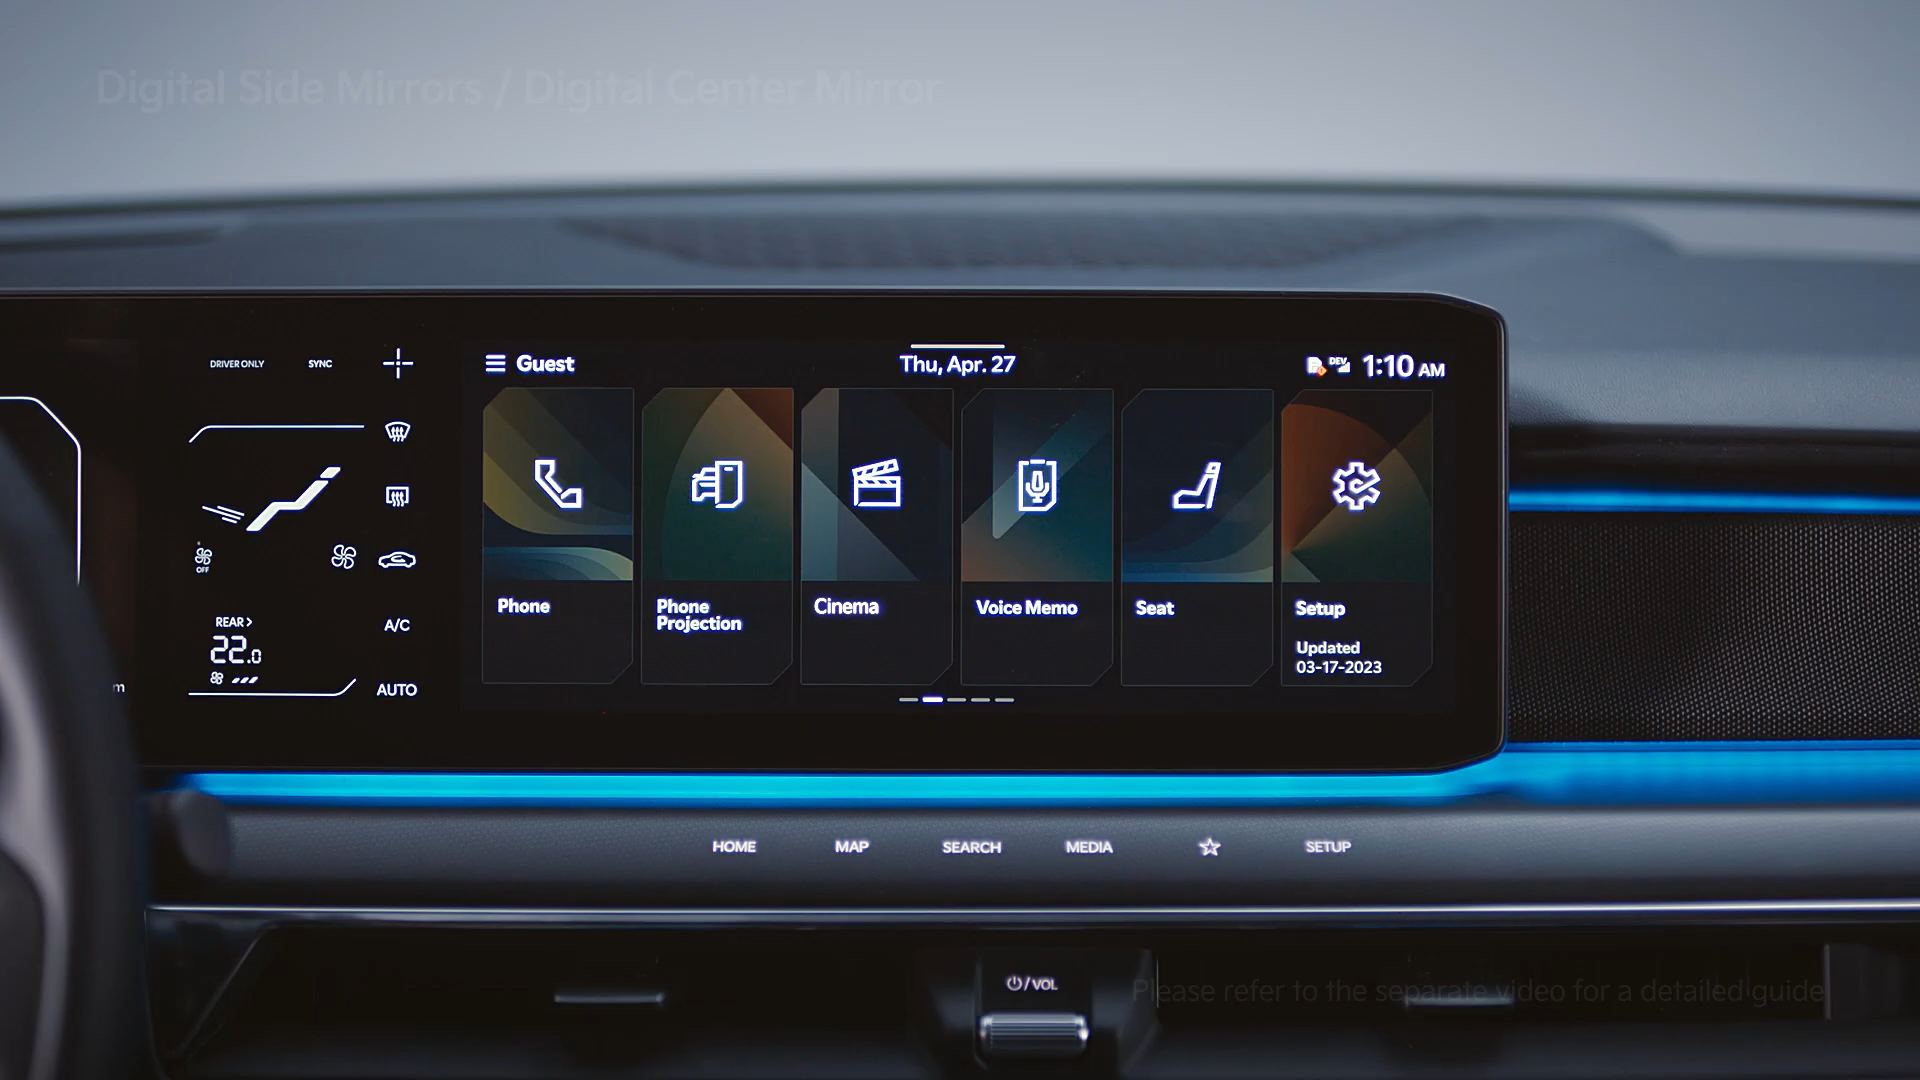 Digital Side Mirrors / Digital Center Mirror
DRIVER ONLY
SYNC
OFF
REAR >
22.0
A/C
AUTO
m
Guest
Thu, Apr. 27
DEV
1:10 AM
Phone
Phone
Projection
Cinema
Voice Memo
Seat
Setup
Updated
03-17-2023
HOME
MAP
SEARCH
MEDIA
SETUP
/ VOL
Please refer to the separate video for a detailed guide